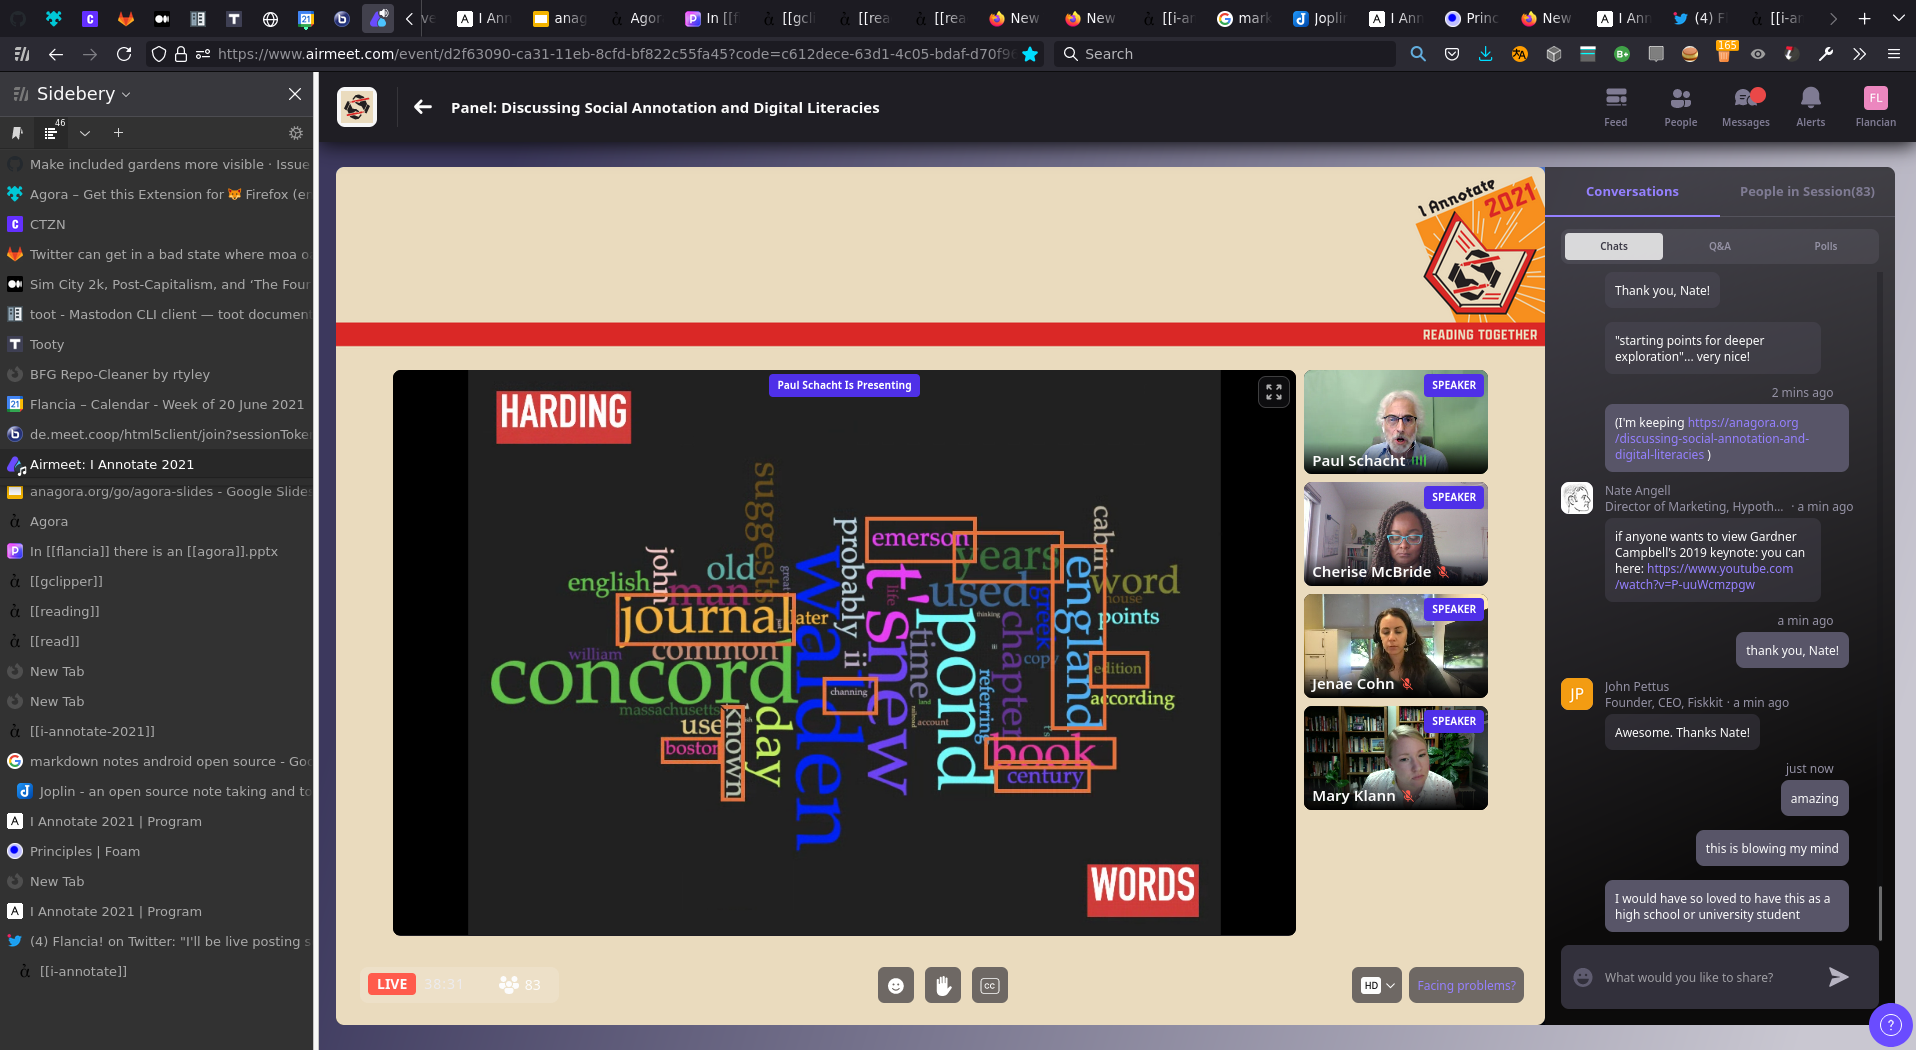 I Ann
anag
Agor
In [[f
[[gcli
[[rea
[[rea
New
New
[[i-an
mark
Joplin
I Ann
Princ
New
I Ann
(4) F
[[i-an
https://www.airmeet.com/event/d2f63090-ca31-11eb-8cfd-bf822c55fa45?code=c612dece-63d1-4c05-bdaf-d70f9
Search
165
Sidebery
46
Make included gardens more visible · Issue
Agora – Get this Extension for 🦊 Firefox (en
CTZN
Twitter can get in a bad state where moa o
Sim City 2k, Post-Capitalism, and ‘The Four
toot - Mastodon CLI client — toot document
Tooty
BFG Repo-Cleaner by rtyley
Flancia – Calendar - Week of 20 June 2021
de.meet.coop/html5client/join?sessionToke
Airmeet: I Annotate 2021
anagora.org/go/agora-slides - Google Slides
Agora
In [[flancia]] there is an [[agora]].pptx
[[gclipper]]
[[reading]]
[[read]]
New Tab
New Tab
[[i-annotate-2021]]
markdown notes android open source - Goo
Joplin - an open source note taking and to
I Annotate 2021 | Program
Principles | Foam
New Tab
I Annotate 2021 | Program
(4) Flancia! on Twitter: "I'll be live posting s
[[i-annotate]]
Panel: Discussing Social Annotation and Digital Literacies
Feed
People
Messages
Alerts
FL
Flancian
I Annotate
2021
READING TOGETHER
Paul Schacht Is Presenting
HARDING
suggests
probably
emerson
years
cabin
john
old
english
man
great
walden
t's
life
used
greek
england
word
house
journal
later
thinking
points
william
common
ii
time
pond
chapter
copy
edition
concord
channing
new
land
referring
according
massachusetts
use
known
day
account
railroad
it's
boston
book
century
WORDS
SPEAKER
Paul Schacht
SPEAKER
Cherise McBride
SPEAKER
Jenae Cohn
SPEAKER
Mary Klann
LIVE
38:31
83
CC
HD
Facing problems?
Conversations
People in Session(83)
Chats
Q&A
Polls
Thank you, Nate!
"starting points for deeper
exploration"... very nice!
2 mins ago
(I'm keeping https://anagora.org
/discussing-social-annotation-and-
digital-literacies )
Nate Angell
Director of Marketing, Hypoth... · a min ago
if anyone wants to view Gardner
Campbell's 2019 keynote: you can
here: https://www.youtube.com
/watch?v=P-uuWcmzpgw
a min ago
thank you, Nate!
JP
John Pettus
Founder, CEO, Fiskkit · a min ago
Awesome. Thanks Nate!
just now
amazing
this is blowing my mind
I would have so loved to have this as a
high school or university student
What would you like to share?